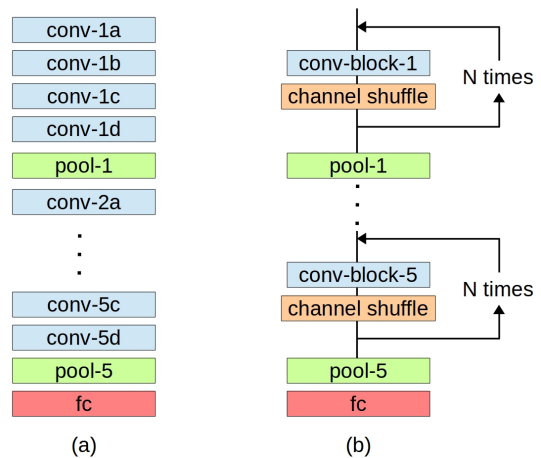 conv-1a
conv-1b
conv-1c
conv-1d
pool-1
conv-2a
conv-5c
conv-5d
pool-5
fc
(a)
conv-block-1
channel shuffle
N times
pool-1
conv-block-5
channel shuffle
N times
pool-5
fc
(b)